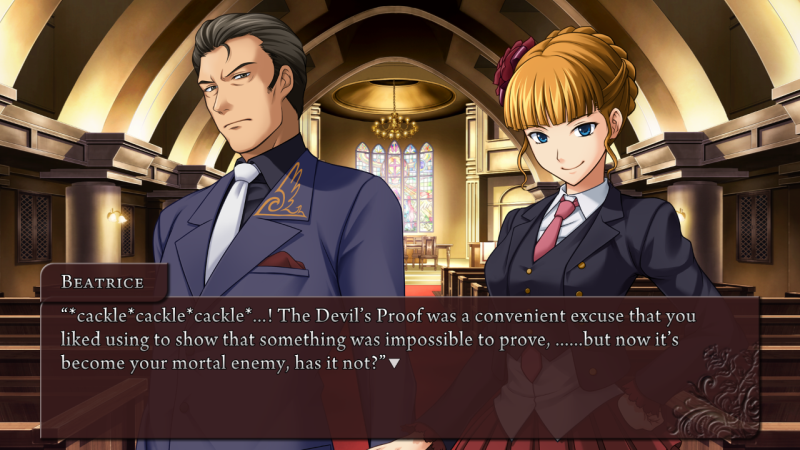 BEATRICE
“*cackle*cackle*cackle*…! The Devil’s Proof was a convenient excuse that you
liked using to show that something was impossible to prove, ……but now it’s
become your mortal enemy, has it not?”▼